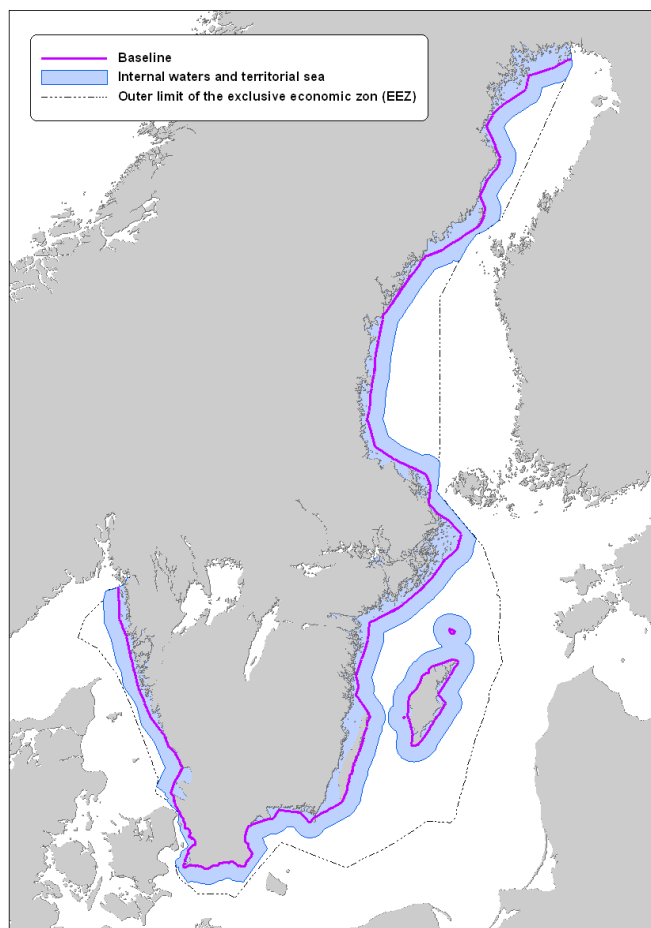 Baseline
Internal waters and territorial sea
Outer limit of the exclusive economic zon (EEZ)